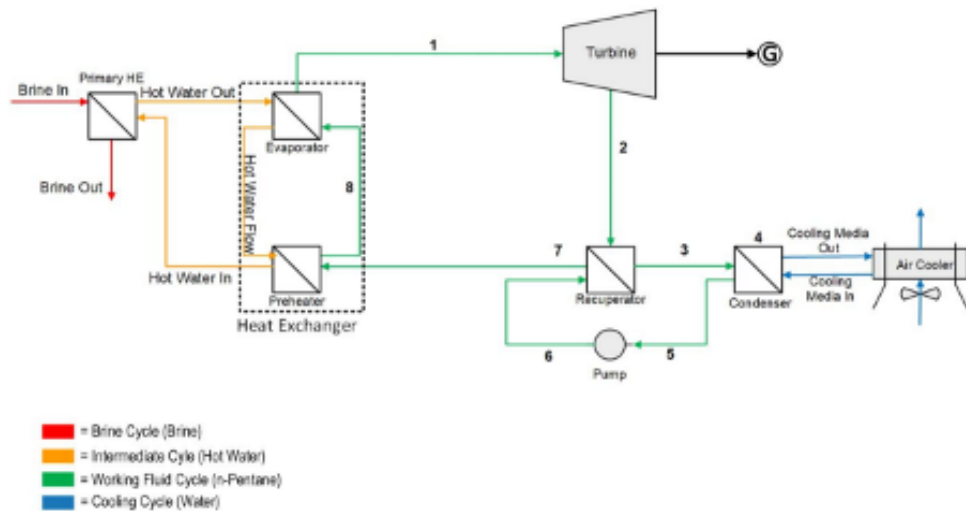 1
Turbine
G
Primary HE
Brine In
Hot Water Out
Evaporator
2
Brine Out
Hot Water Flow
8
Hot Water In
Preheater
Heat Exchanger
7
Recuperator
3
4
Condenser
Cooling Media
Out
Cooling
Media In
Air Cooler
6
Pump
5
= Brine Cycle (Brine)
= Intermediate Cyle (Hot Water)
= Working Fluid Cycle (n-Pentane)
= Cooling Cycle (Water)